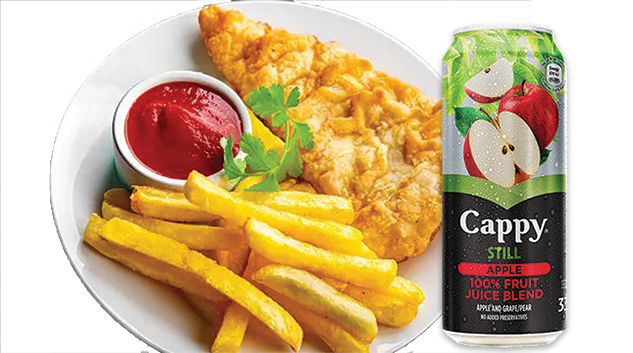 Cappy
STILL
APPLE
100% FRUIT
JUICE BLEND
APPLE AND GRAPE/PEAR
NO ADDED PRESERVATIVES